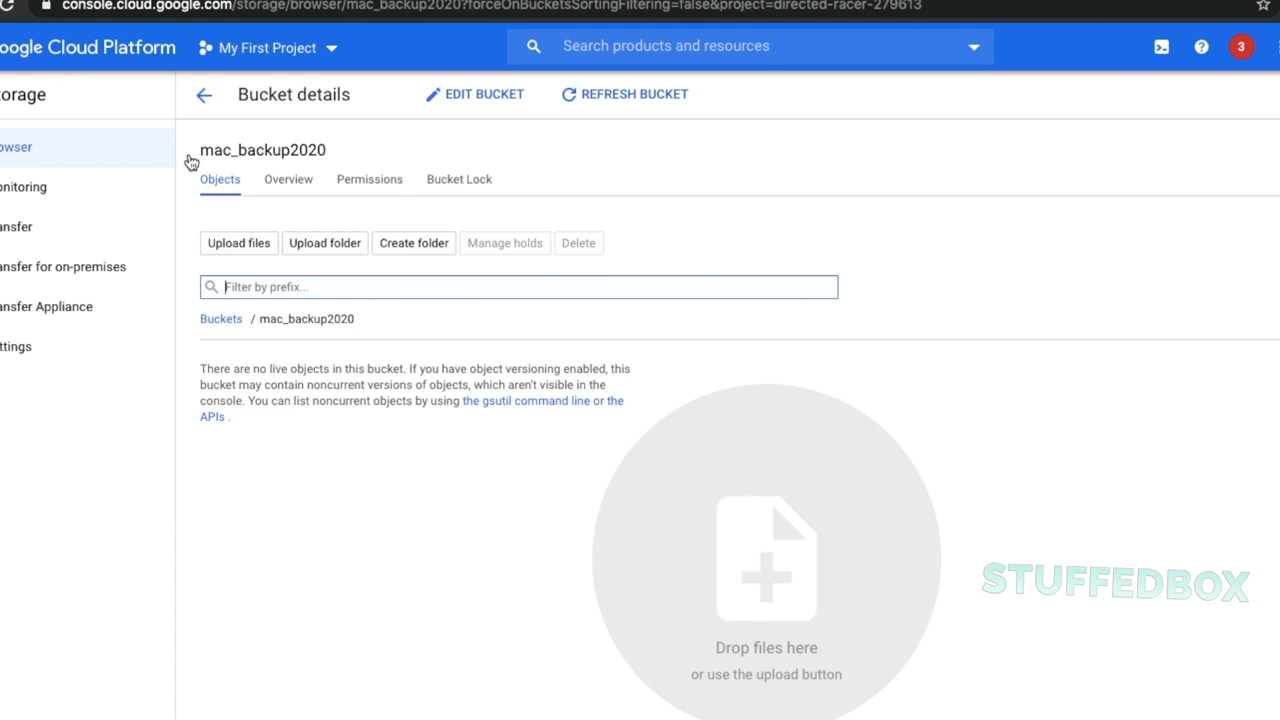 console.cloud.google.com/storage/browser/mac_backup2020?forceOnBucketsSortingFiltering=false&project=directed-racer-279613
oogle Cloud Platform
My First Project
Search products and resources
3
orage
Bucket details
EDIT BUCKET
REFRESH BUCKET
owser
onitoring
ansfer
ansfer for on-premises
ansfer Appliance
ttings
mac_backup2020
Objects
Overview
Permissions
Bucket Lock
Upload files
Upload folder
Create folder
Manage holds
Delete
Filter by prefix...
Buckets / mac_backup2020
There are no live objects in this bucket. If you have object versioning enabled, this
bucket may contain noncurrent versions of objects, which aren't visible in the
console. You can list noncurrent objects by using the gsutil command line or the
APIs .
Drop files here
or use the upload button
STUFFEDBOX